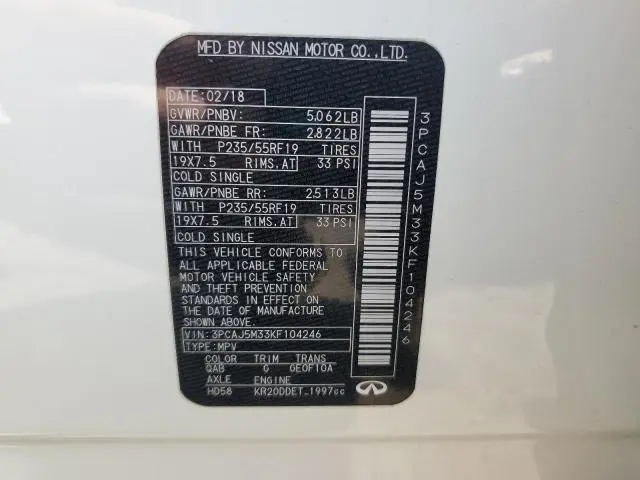 MFD BY NISSAN MOTOR CO.,LTD.
DATE:02/18
GVWR/PNBV: 5.062LB
GAWR/PNBE FR: 2.822LB
WITH P235/55RF19 TIRES
19X7.5 RIMS.AT 33 PSI
COLD SINGLE
GAWR/PNBE RR: 2513LB
WITH P235/55RF19 TIRES
19X7.5 RIMS.AT 33 PSI
COLD SINGLE
THIS VEHICLE CONFORMS TO
ALL APPLICABLE FEDERAL
MOTOR VEHICLE SAFETY
AND THEFT PREVENTION
STANDARDS IN EFFECT ON
THE DATE OF MANUFACTURE
SHOWN ABOVE.
VIN:3PCAJ5M33KF104246
TYPE:MPV
COLOR TRIM TRANS
QAB G GE0F10A
AXLE ENGINE
HD58 KR20DDET_1997cc
3PCAJ5M33KF104246